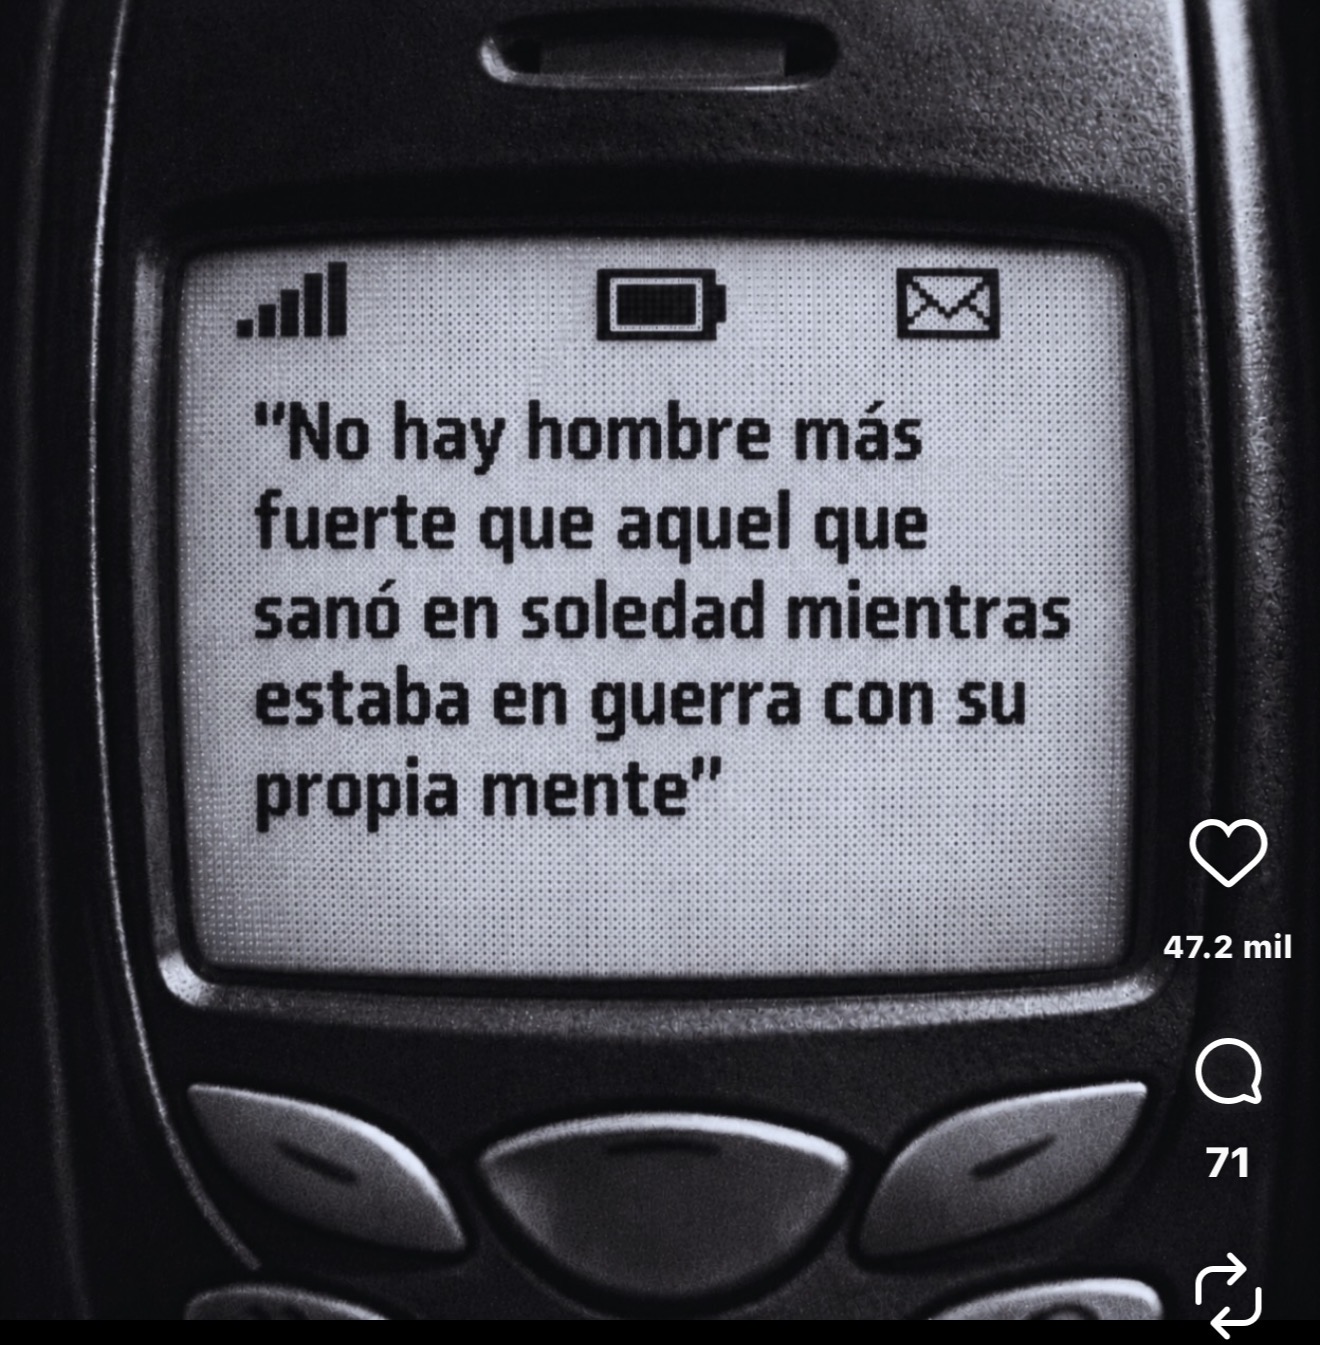 “No hay hombre más
fuerte que aquel que
sanó en soledad mientras
estaba en guerra con su
propia mente”
47.2 mil
71